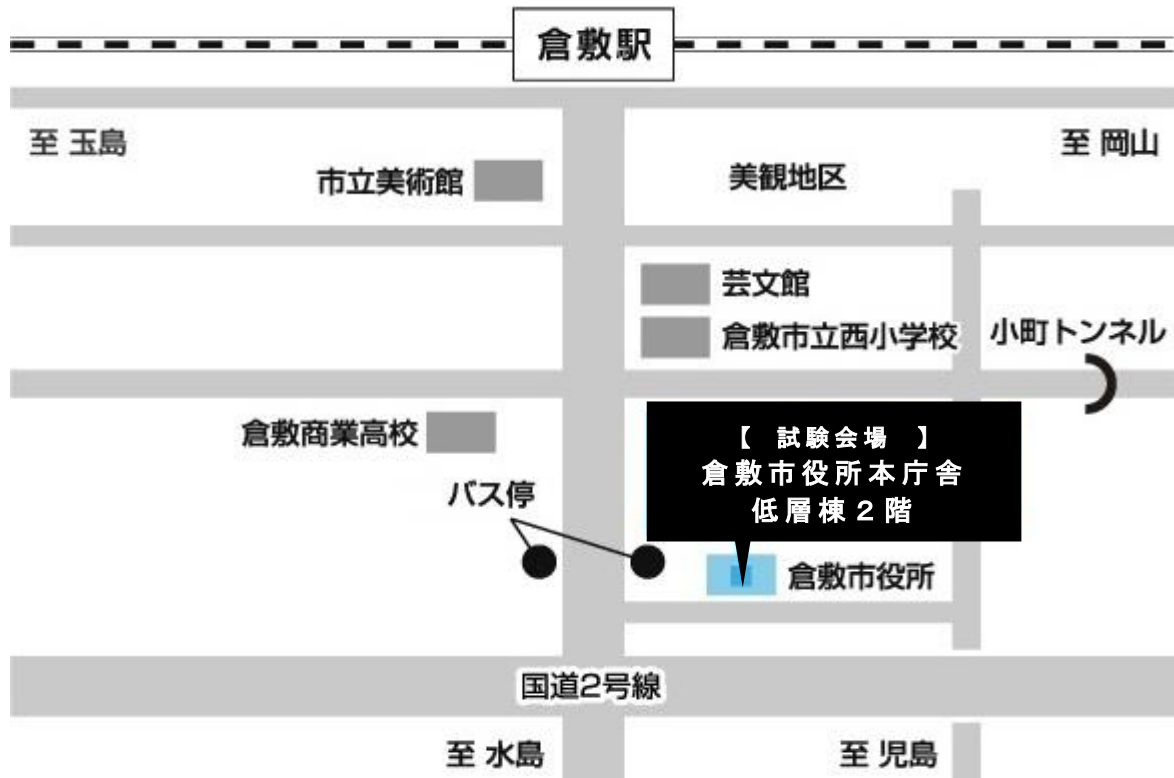 倉敷駅
至 玉島
至 岡山
市立美術館
美観地区
芸文館
倉敷市立西小学校
小町トンネル
倉敷商業高校
【 試験会場 】
倉敷市役所本庁舎
低層棟2階
バス停
倉敷市役所
国道2号線
至 水島
至 児島